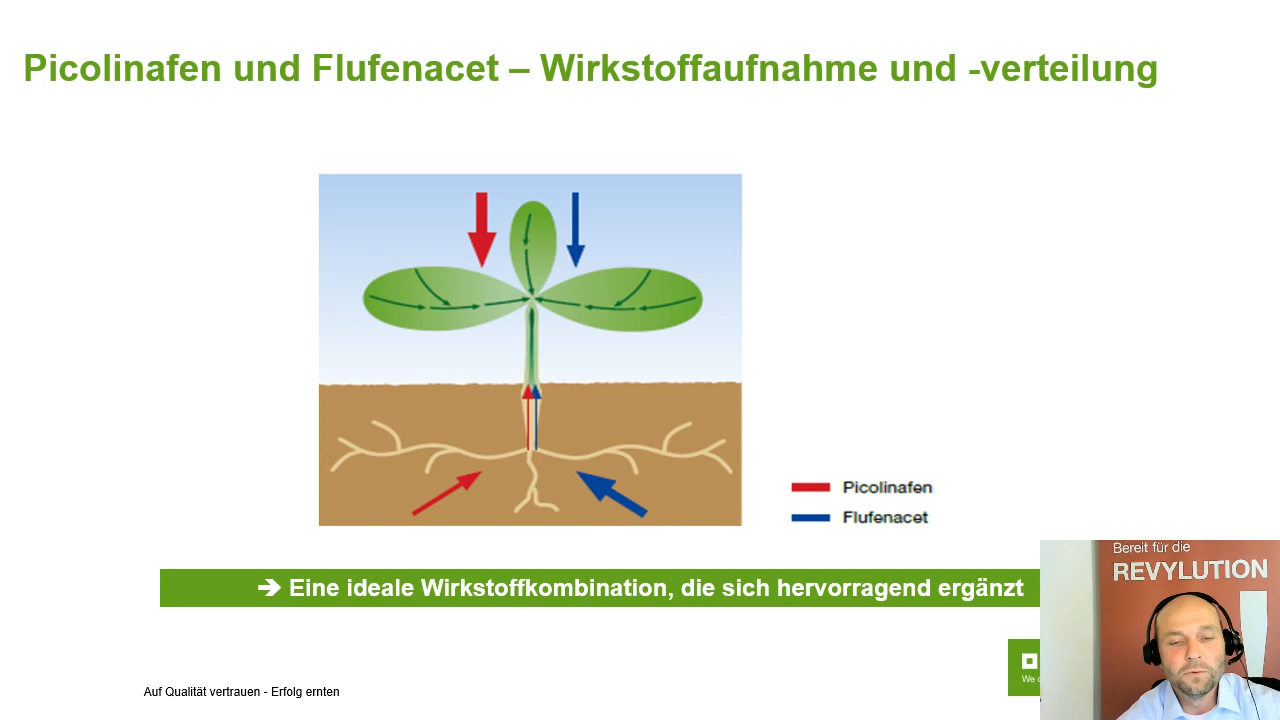 Picolinafen und Flufenacet – Wirkstoffaufnahme und -verteilung
Picolinafen
Flufenacet
➔ Eine ideale Wirkstoffkombination, die sich hervorragend ergänzt
Bereit für die
REVYLUTION
!
We
Auf Qualität vertrauen - Erfolg ernten